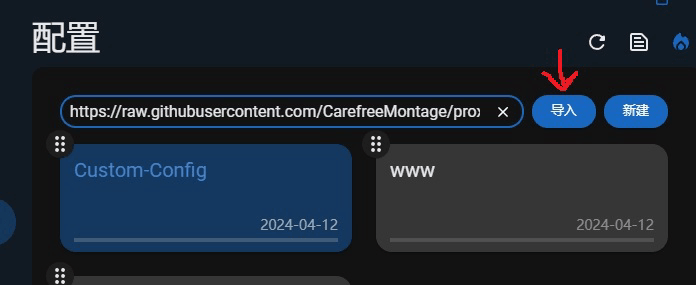 配置
https://raw.githubusercontent.com/CarefreeMontage/prox
导入
新建
Custom-Config
www
2024-04-12
2024-04-12